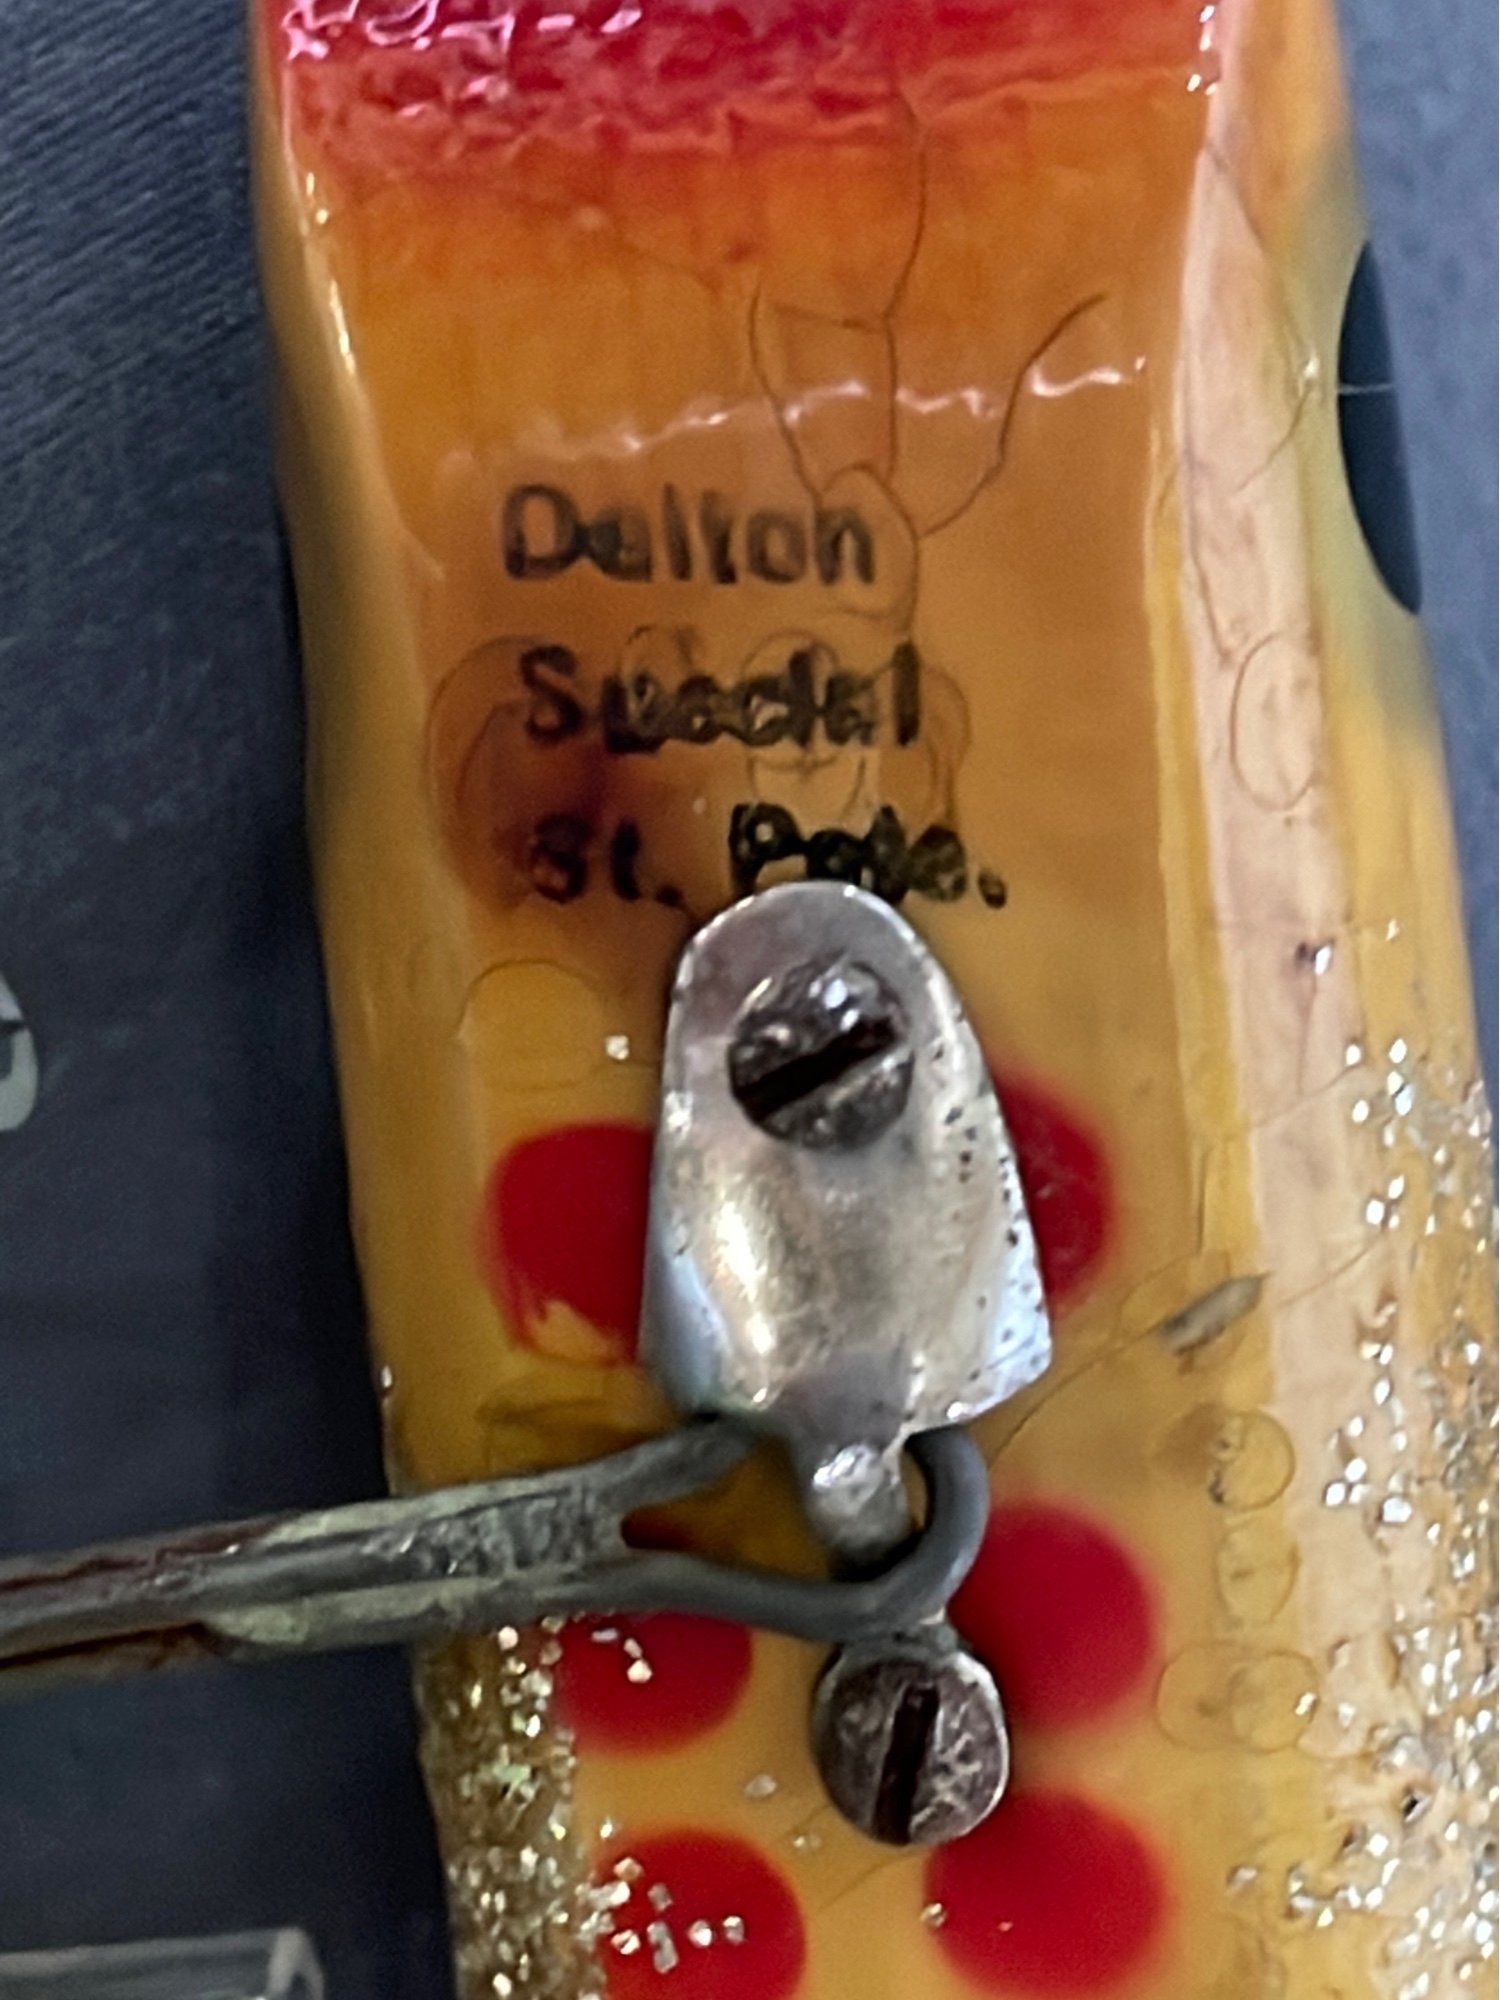 Dalton
Special
St. Pete.